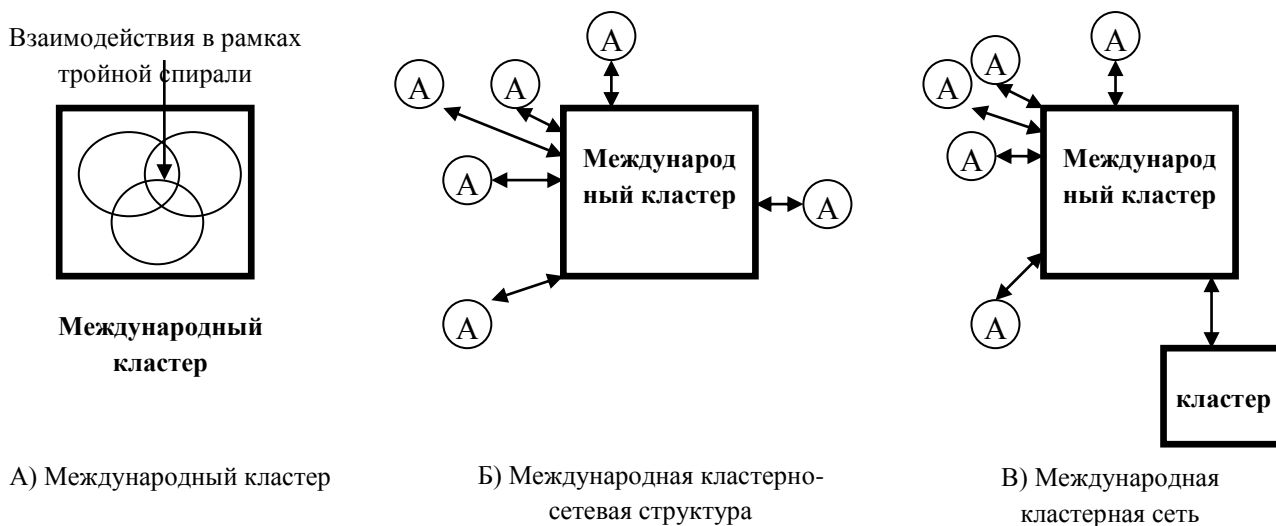 Взаимодействия в рамках
тройной спирали
Международный
кластер
А) Международный кластер
А
А
А
А
А
А
Международ
ный кластер
Б) Международная кластерно-
сетевая структура
А
А
А
А
А
Международ
ный кластер
кластер
В) Международная
кластерная сеть